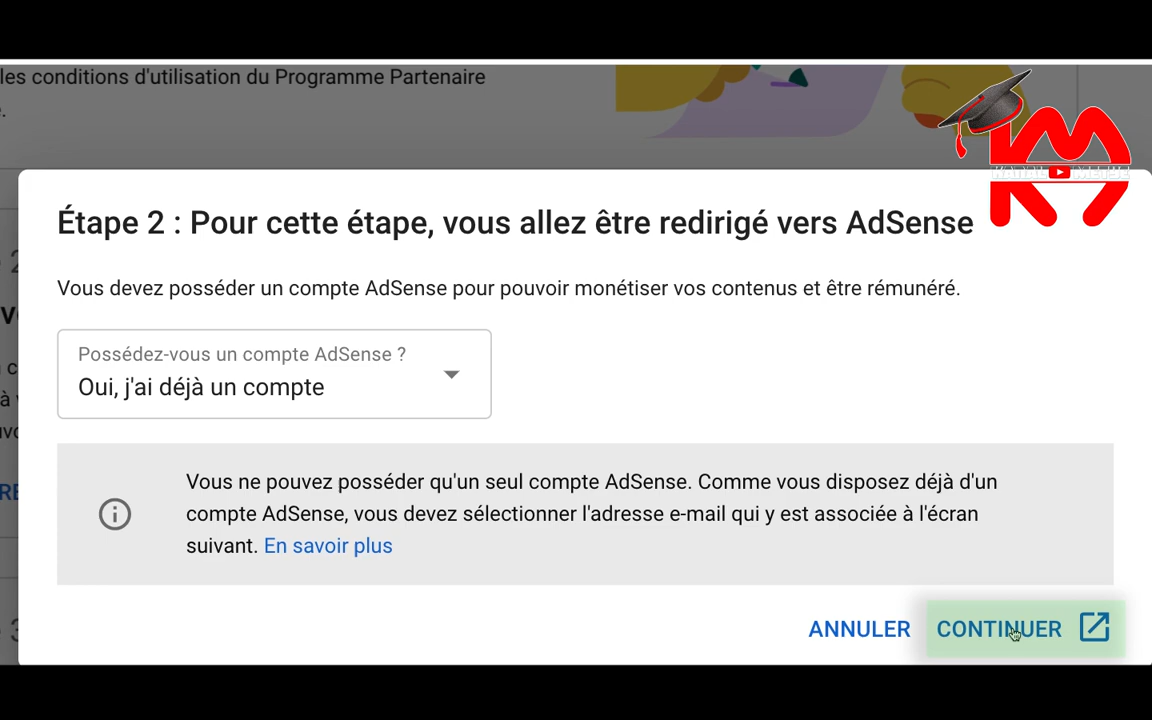 les conditions d'utilisation du Programme Partenaire
Étape 2 : Pour cette étape, vous allez être redirigé vers AdSense
Vous devez posséder un compte AdSense pour pouvoir monétiser vos contenus et être rémunéré.
Possédez-vous un compte AdSense ?
Oui, j'ai déjà un compte
Vous ne pouvez posséder qu'un seul compte AdSense. Comme vous disposez déjà d'un
compte AdSense, vous devez sélectionner l'adresse e-mail qui y est associée à l'écran
suivant. En savoir plus
ANNULER CONTINUER